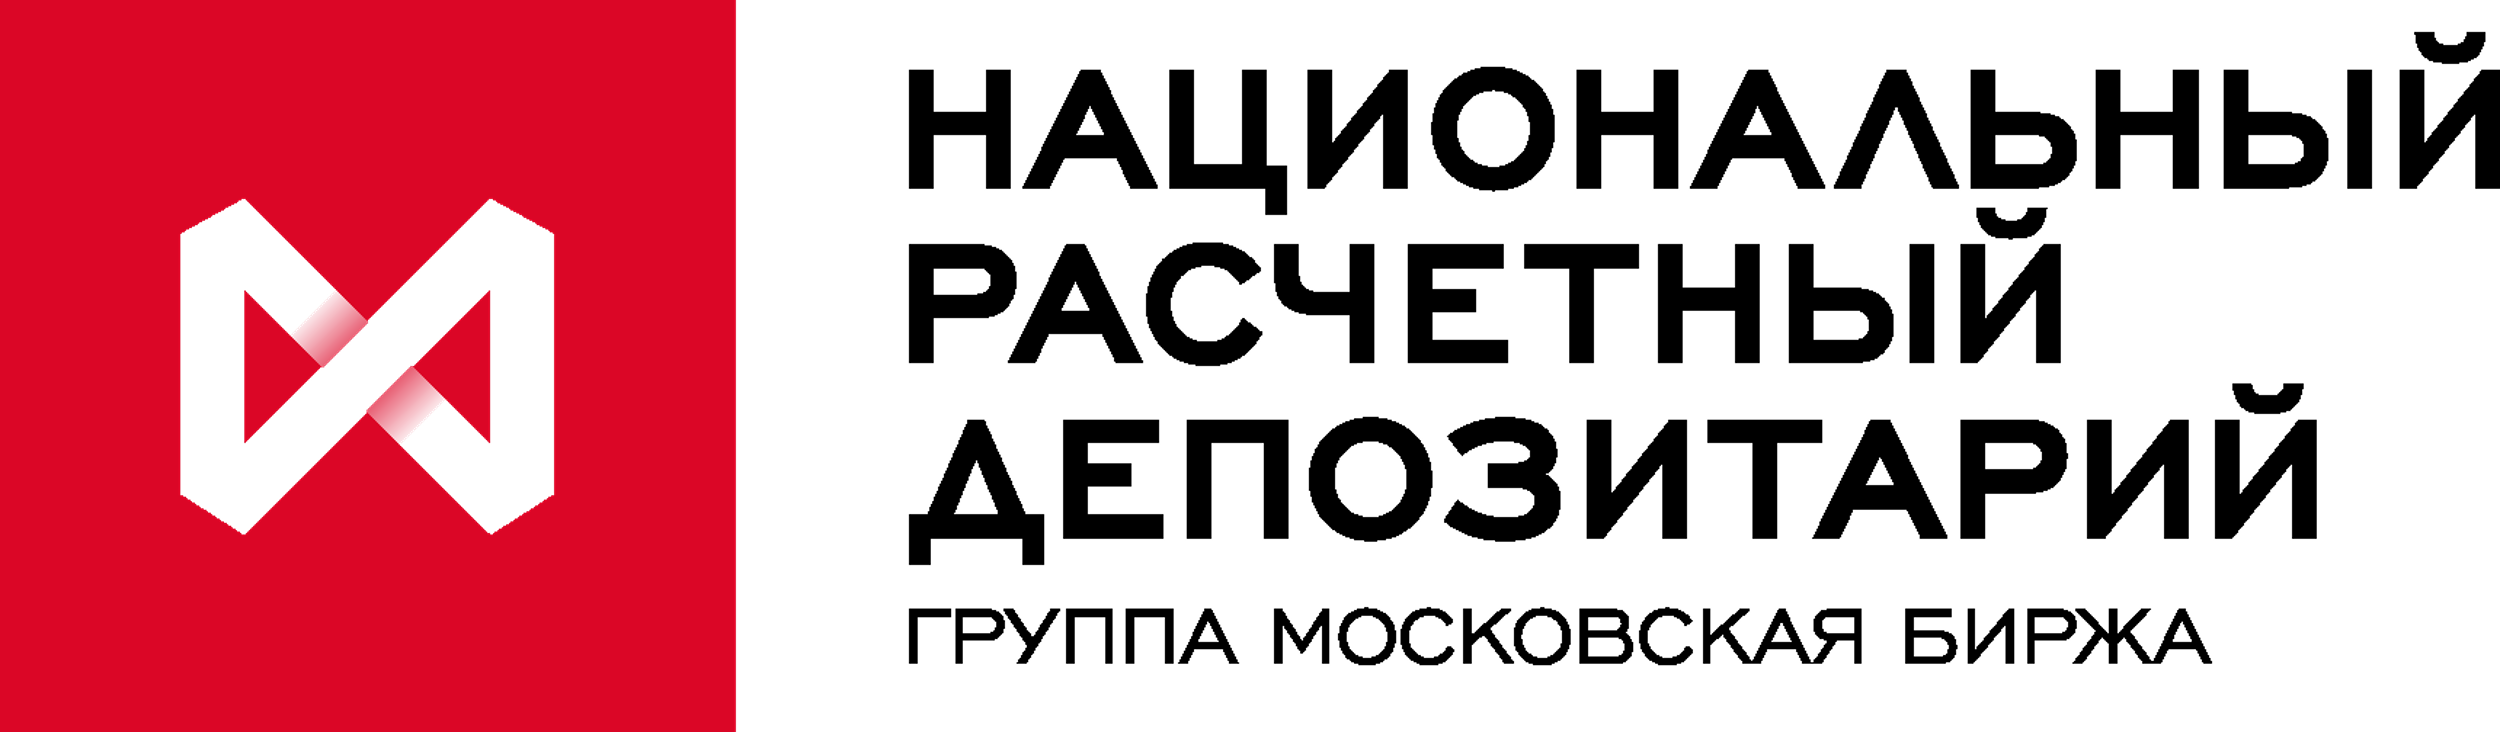 НАЦИОНАЛЬНЫЙ
РАСЧЕТНЫЙ
ДЕПОЗИТАРИЙ
ГРУППА МОСКОВСКАЯ БИРЖА